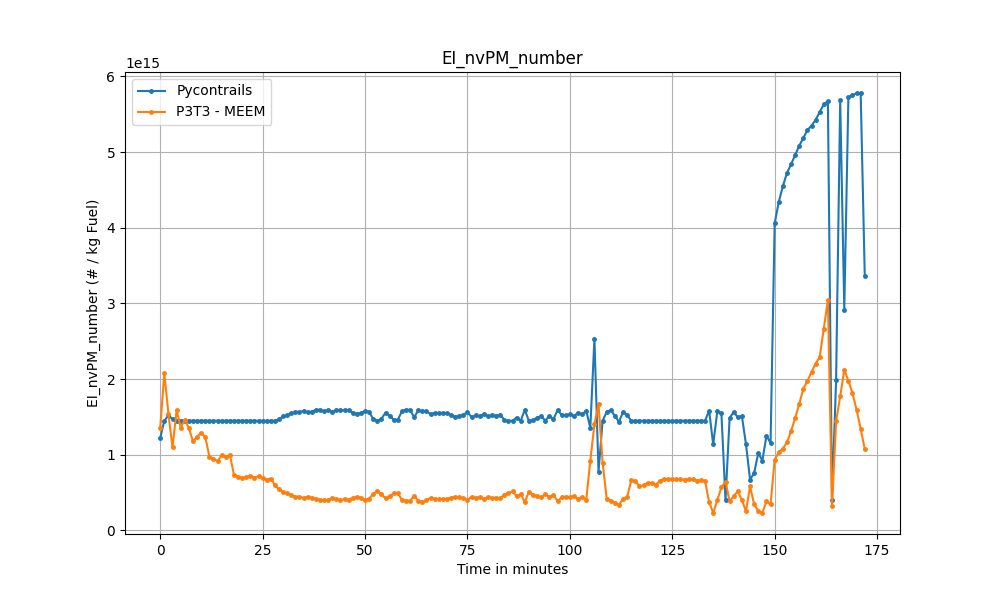 EI_nvPM_number
1e15
Pycontrails
P3T3 - MEEM
6
5
4
3
2
1
0
EI_nvPM_number (# / kg Fuel)
0 25 50 75 100 125 150 175
Time in minutes